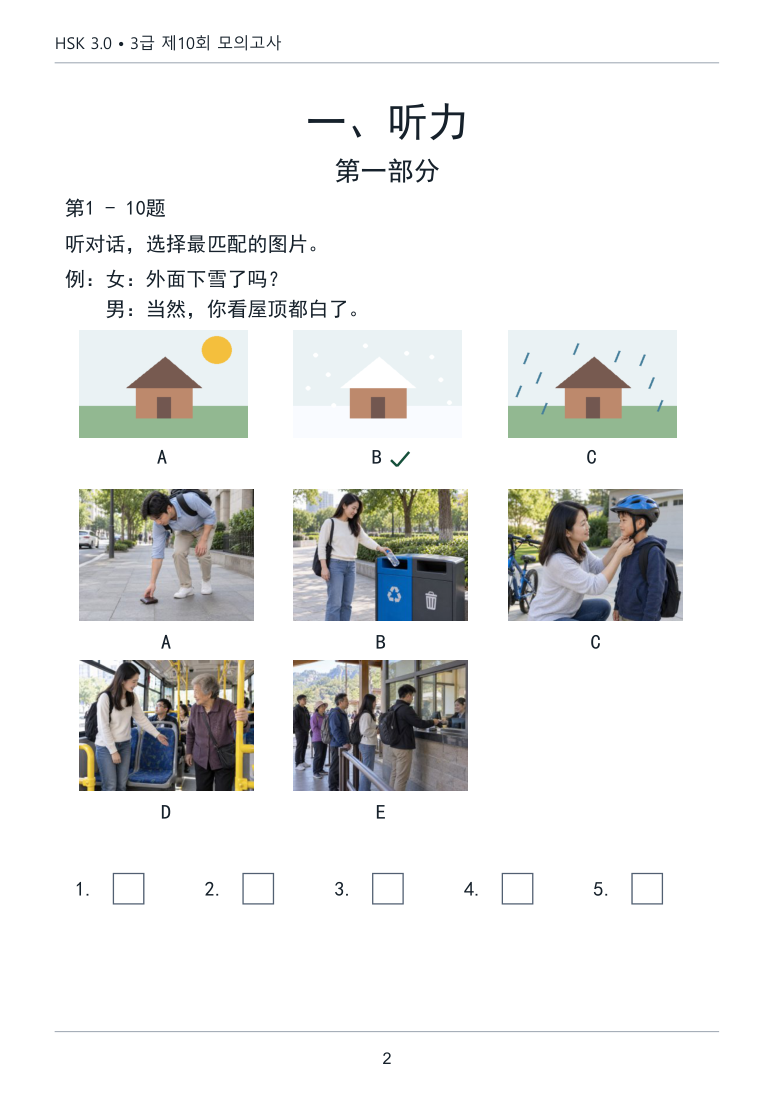 HSK 3.0 • 3급 제10회 모의고사
一、听力
第一部分
第1 - 10题
听对话，选择最匹配的图片。
例：女：外面下雪了吗？
男：当然，你看屋顶都白了。
A B C
A B C
D E
1. 2. 3. 4. 5.
2